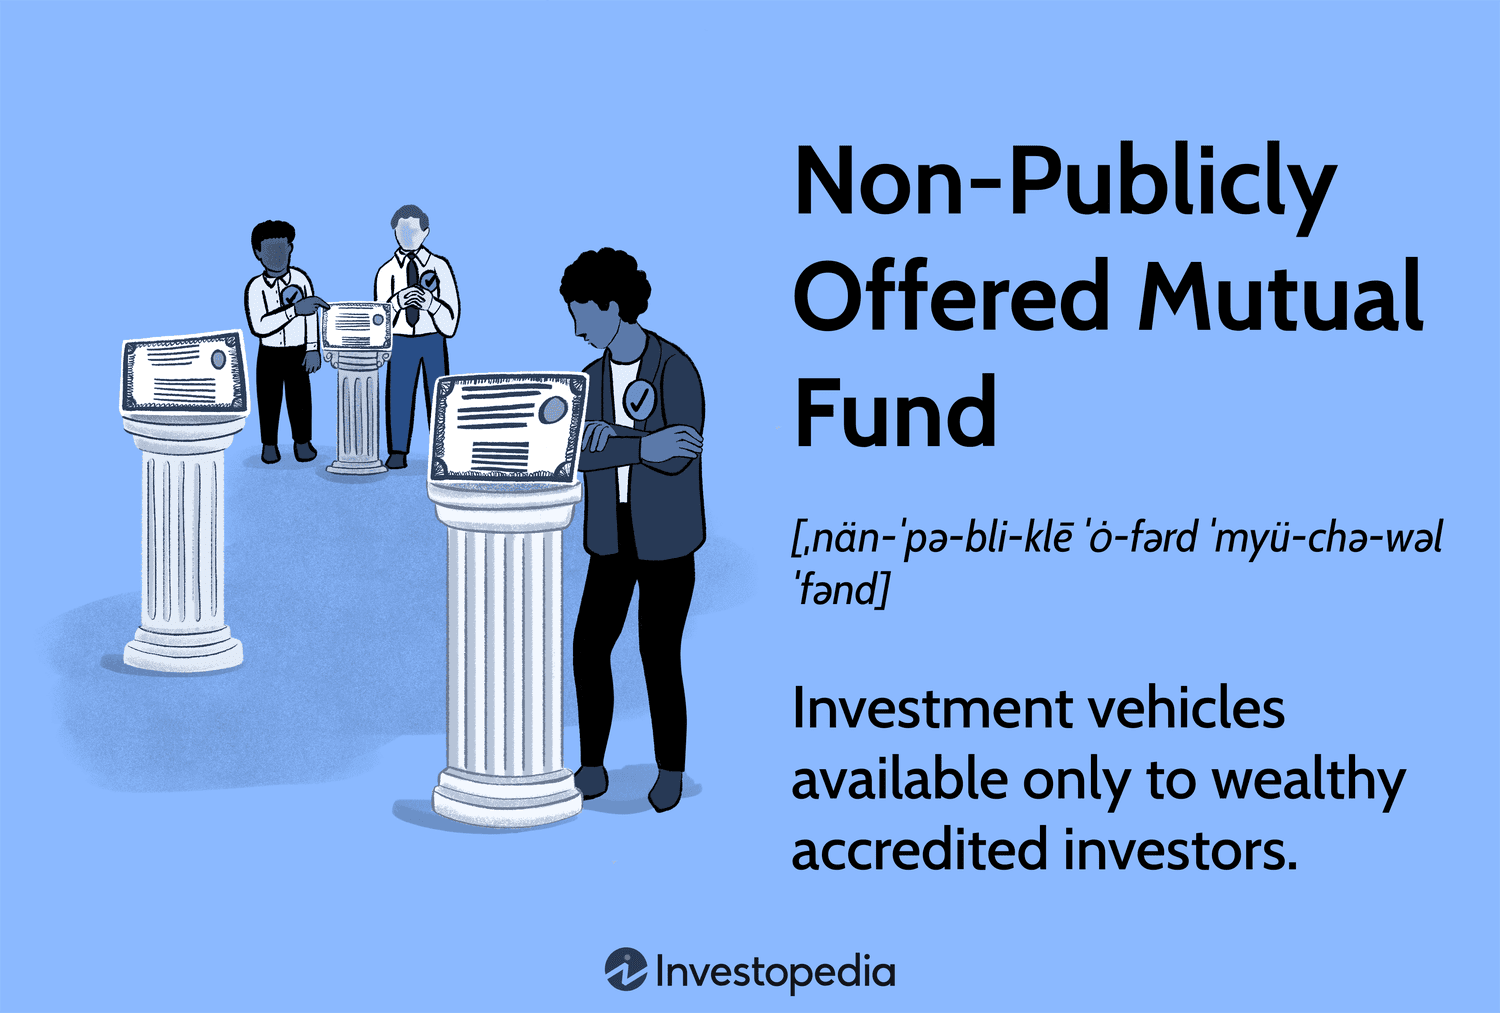 Non-Publicly
Offered Mutual
Fund
[ˌnän-ˈpə-bli-klē ˈȯ-fərd ˈmyü-chə-wəl
ˈfənd]
Investment vehicles
available only to wealthy
accredited investors.
Investopedia